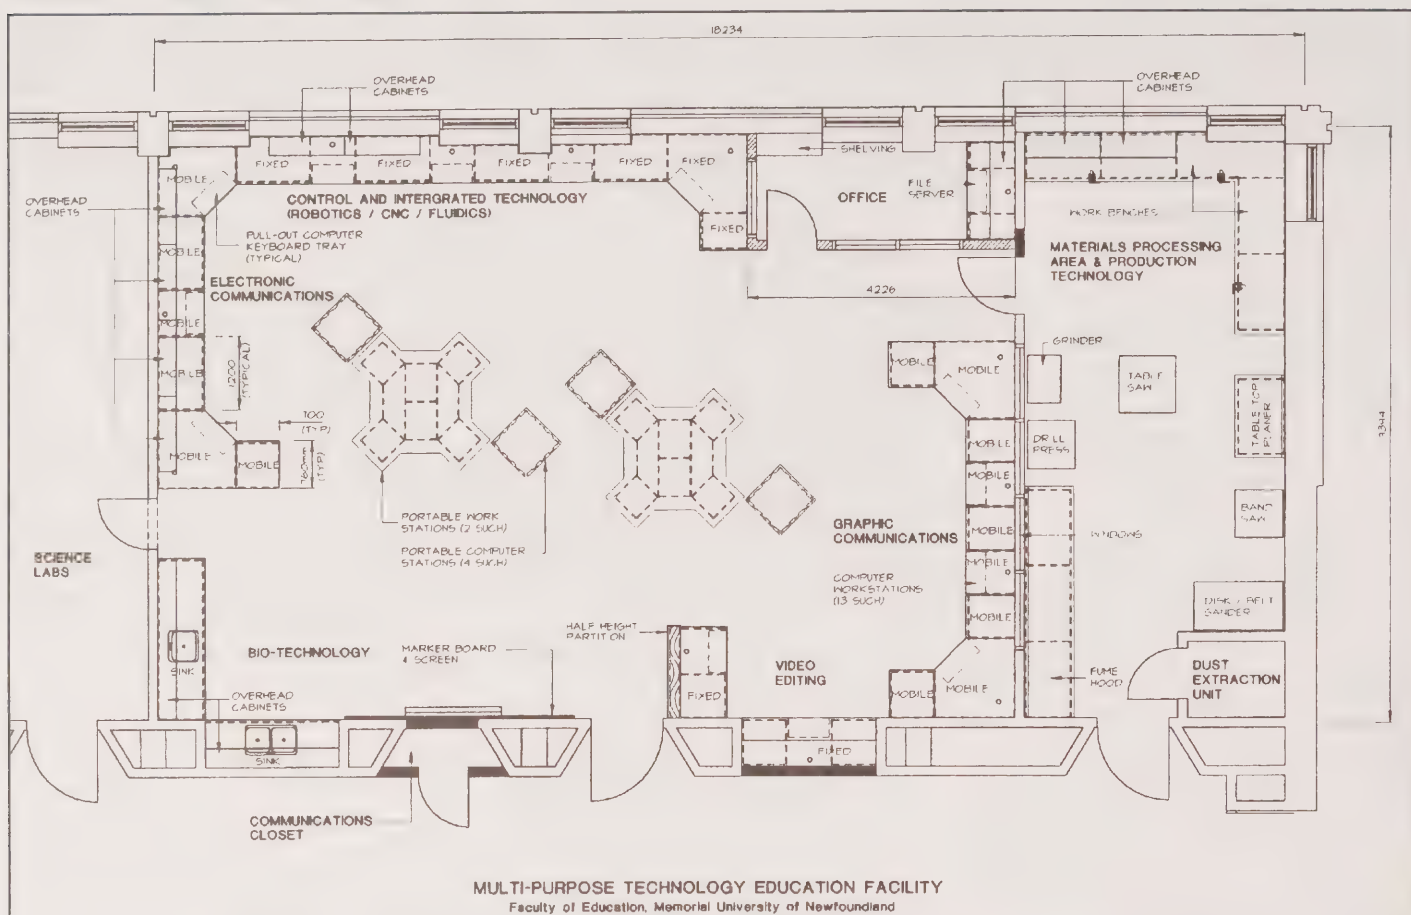 18234
OVERHEAD
CABINETS
OVERHEAD
CABINETS
SHELVING
FIXED
FIXED
FIXED
FIXED
FIXED
MOBILE
OFFICE
FILE
SERVER
OVERHEAD
CABINETS
CONTROL AND INTERGRATED TECHNOLOGY
(ROBOTICS / CNC / FLUIDICS)
WORK BENCHES
FIXED
PULL-OUT COMPUTER
KEYBOARD TRAY
(TYPICAL)
MOBILE
MATERIALS PROCESSING
AREA & PRODUCTION
TECHNOLOGY
ELECTRONIC
COMMUNICATIONS
4226
MOBILE
GRINDER
MOBILE
1200
(TYPICAL)
MOBILE
MOBILE
TABLE
SAW
700
(TYP)
TABLE TOP
PLANER
MOBILE
DRILL
PRESS
MOBILE
MOBILE
760mm
(TYP)
MOBILE
PORTABLE WORK
STATIONS (2 SUCH)
MOBILE
BAND
SAW
GRAPHIC
COMMUNICATIONS
WINDOWS
SCIENCE
LABS
PORTABLE COMPUTER
STATIONS (4 SUCH)
MOBILE
COMPUTER
WORKSTATIONS
(13 SUCH)
DISK / BELT
SANDER
MOBILE
HALF HEIGHT
PARTITION
BIO-TECHNOLOGY
MARKER BOARD
& SCREEN
SINK
VIDEO
EDITING
FUME
HOOD
DUST
EXTRACTION
UNIT
OVERHEAD
CABINETS
FIXED
MOBILE
MOBILE
FIXED
SINK
COMMUNICATIONS
CLOSET
MULTI-PURPOSE TECHNOLOGY EDUCATION FACILITY
Faculty of Education, Memorial University of Newfoundland